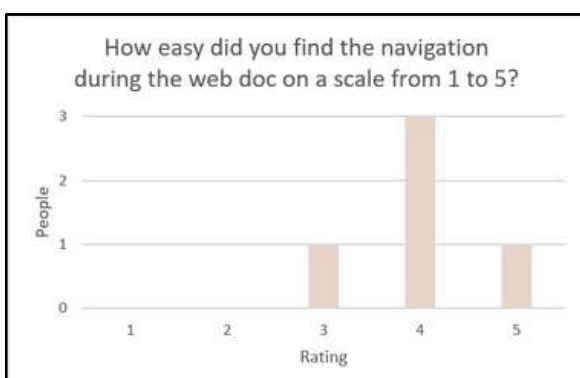 How easy did you find the navigation
during the web doc on a scale from 1 to 5?
3
2
1
0
People
1 2 3 4 5
Rating